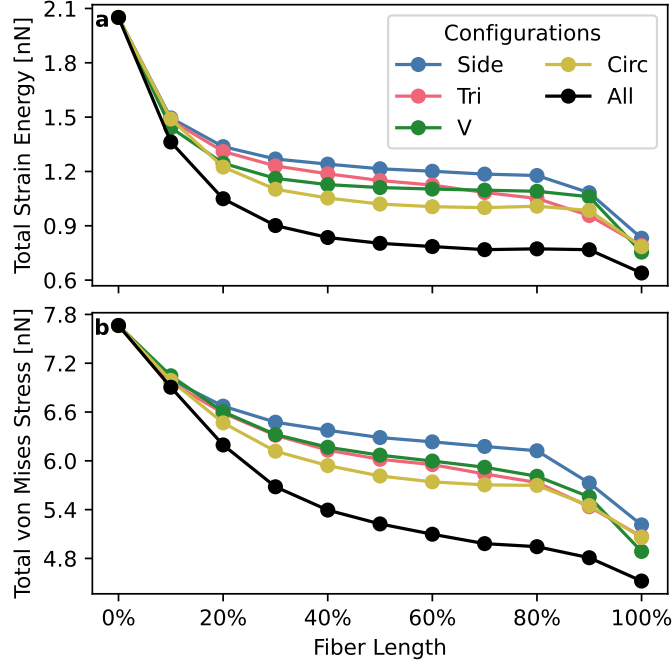 Total Strain Energy [nN]
2.1
1.8
1.5
1.2
0.9
0.6
a
Configurations
Side
Tri
V
Circ
All
Total von Mises Stress [nN]
7.8
7.2
6.6
6.0
5.4
4.8
b
0% 20% 40% 60% 80% 100%
Fiber Length